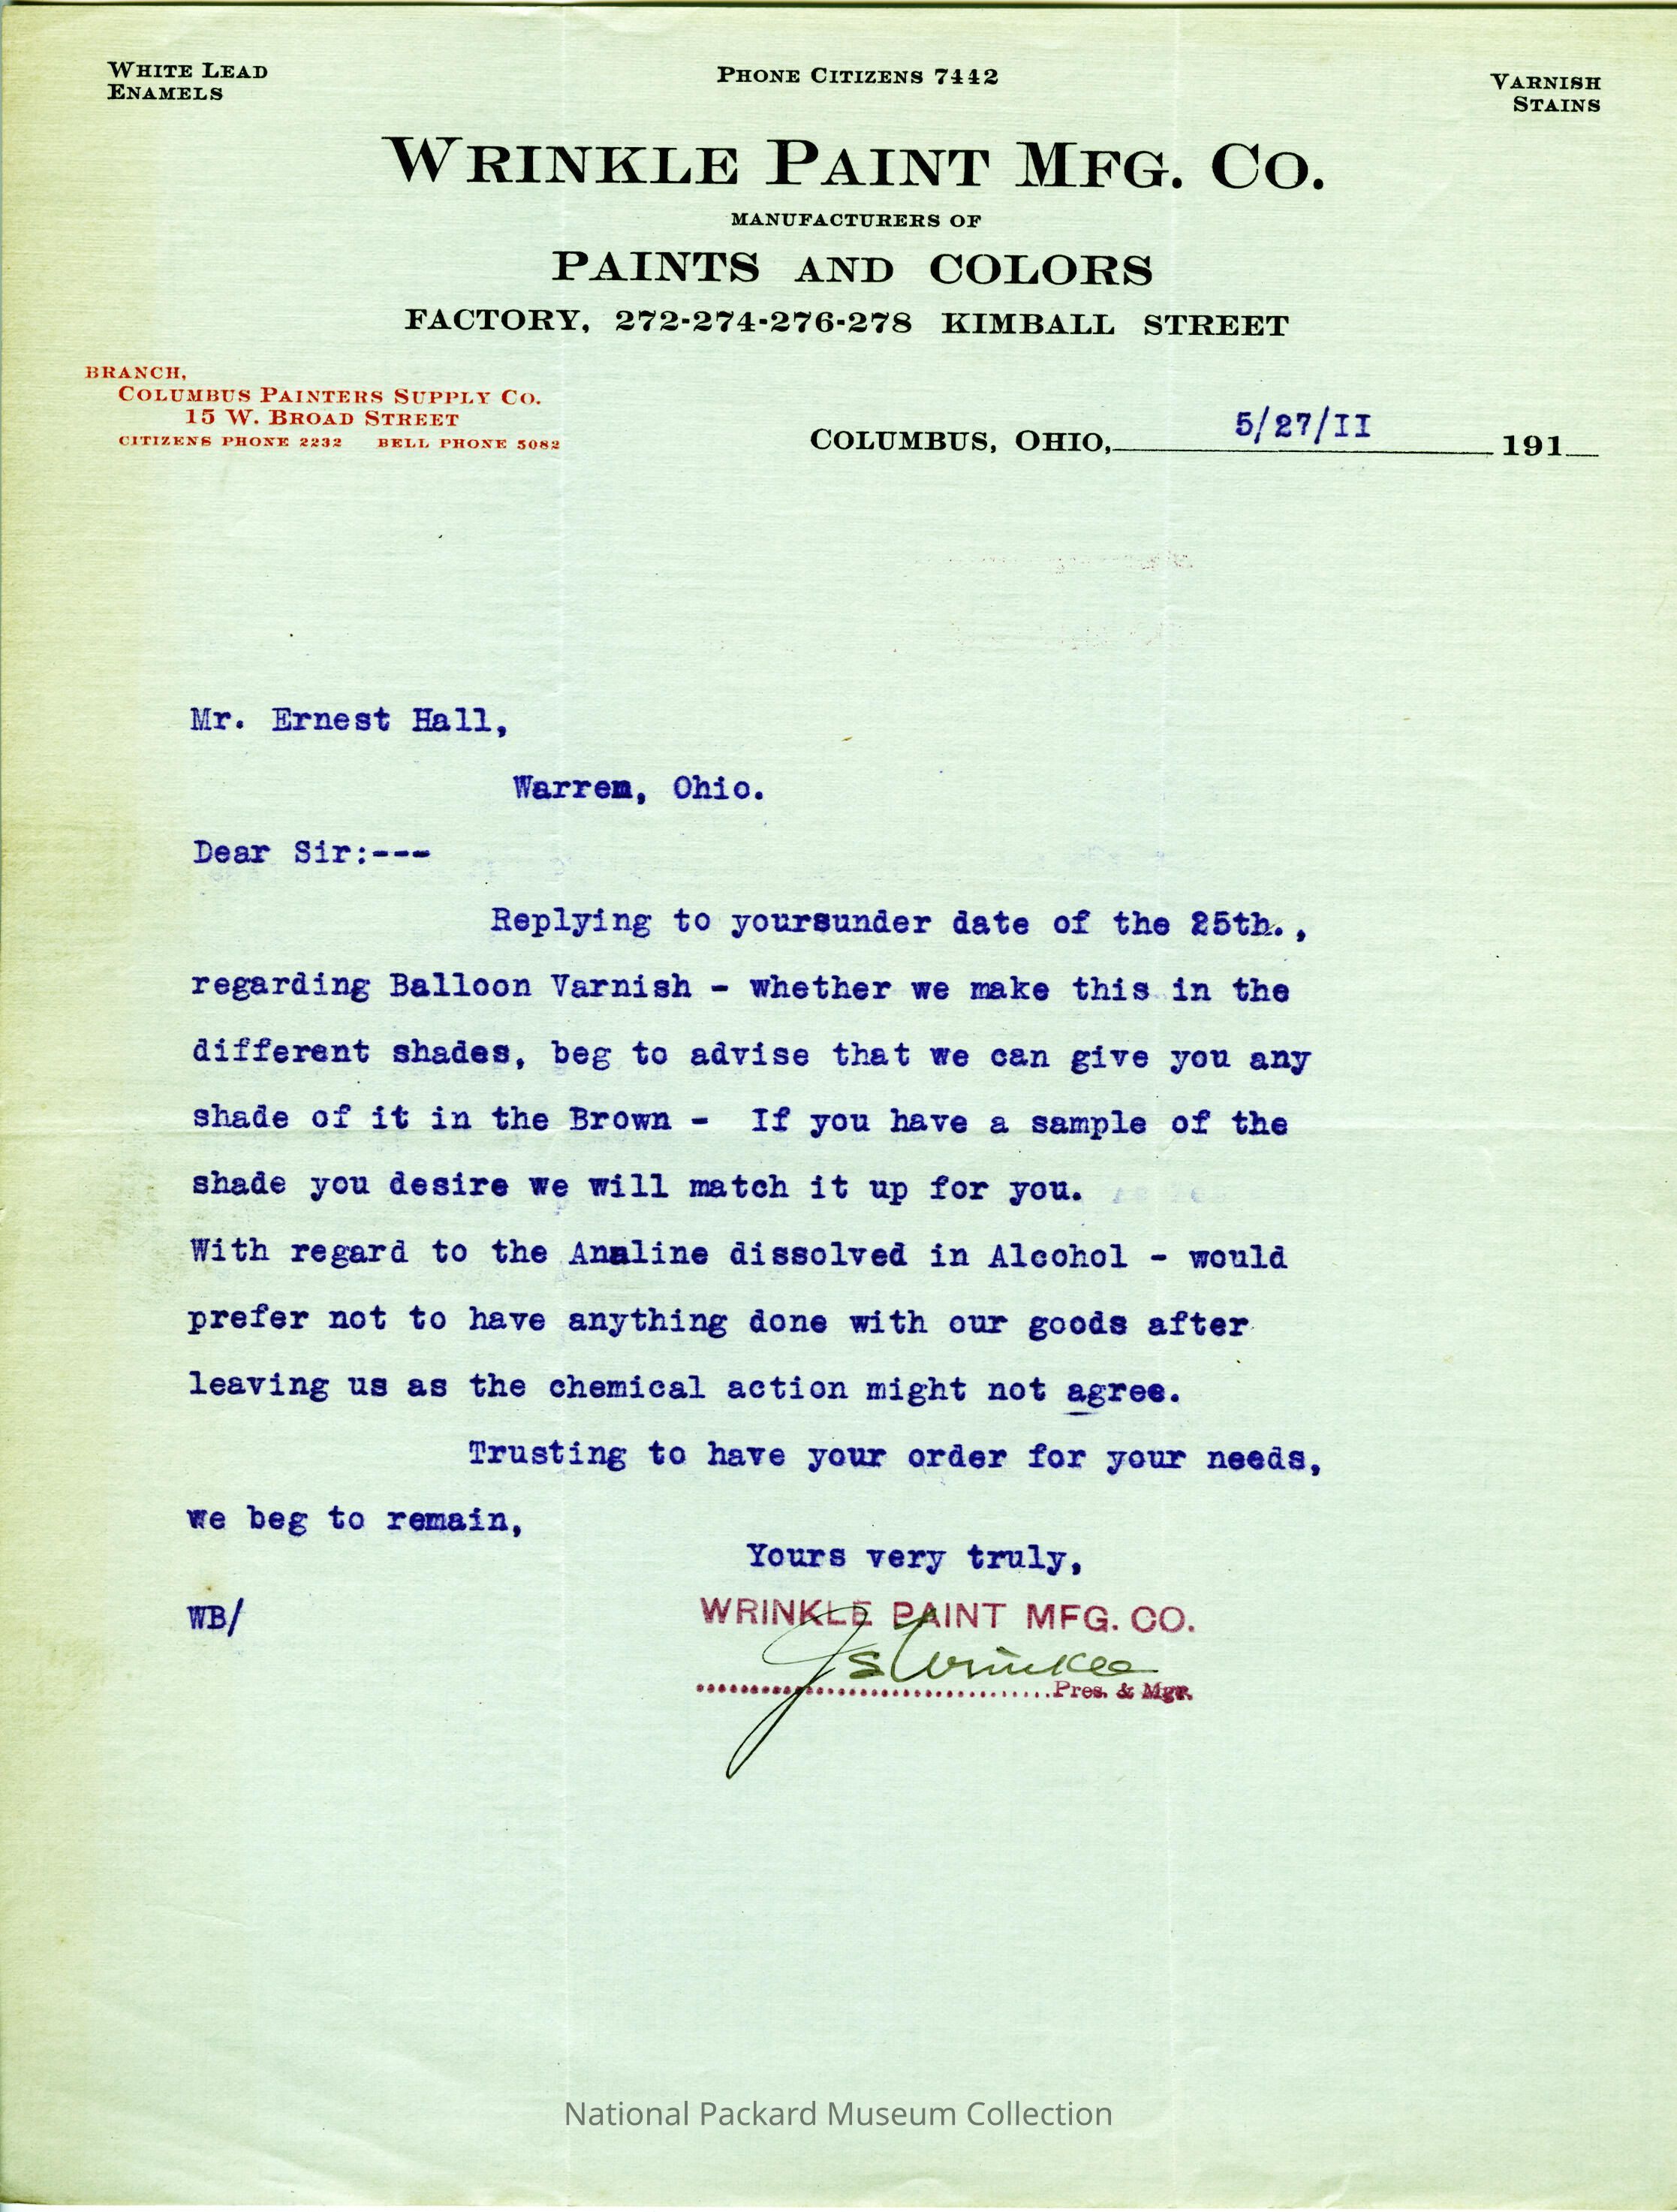 WHITE LEAD
ENAMELS
PHONE CITIZENS 7442
VARNISH
STAINS
WRINKLE PAINT MFG. CO.
MANUFACTURERS OF
PAINTS AND COLORS
FACTORY, 272-274-276-278 KIMBALL STREET
BRANCH,
COLUMBUS PAINTERS SUPPLY CO.
15 W. BROAD STREET
CITIZENS PHONE 2232 BELL PHONE 5082
COLUMBUS, OHIO, 5/27/II 191
Mr. Ernest Hall,
Warren, Ohio.
Dear Sir:---
Replying to yoursunder date of the 25th.,
regarding Balloon Varnish - whether we make this in the
different shades, beg to advise that we can give you any
shade of it in the Brown - If you have a sample of the
shade you desire we will match it up for you.
With regard to the Analine dissolved in Alcohol - would
prefer not to have anything done with our goods after
leaving us as the chemical action might not agree.
Trusting to have your order for your needs,
we beg to remain,
Yours very truly,
WB/
WRINKLE PAINT MFG. CO.
JSWrinkle
Pres. & Mgr.
National Packard Museum Collection